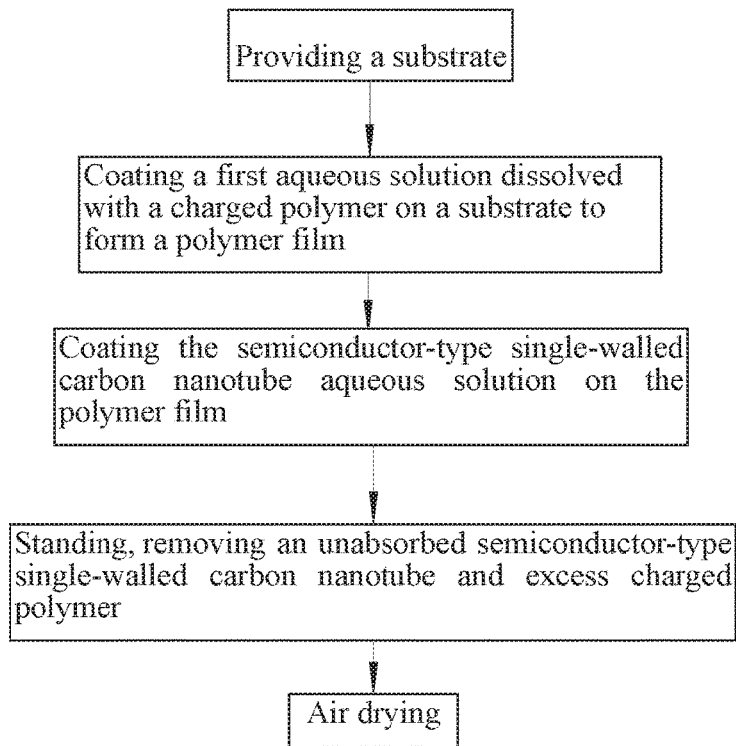 Providing a substrate
Coating a first aqueous solution dissolved
with a charged polymer on a substrate to
form a polymer film
Coating the semiconductor-type single-walled
carbon nanotube aqueous solution on the
polymer film
Standing, removing an unabsorbed semiconductor-type
single-walled carbon nanotube and excess charged
polymer
Air drying